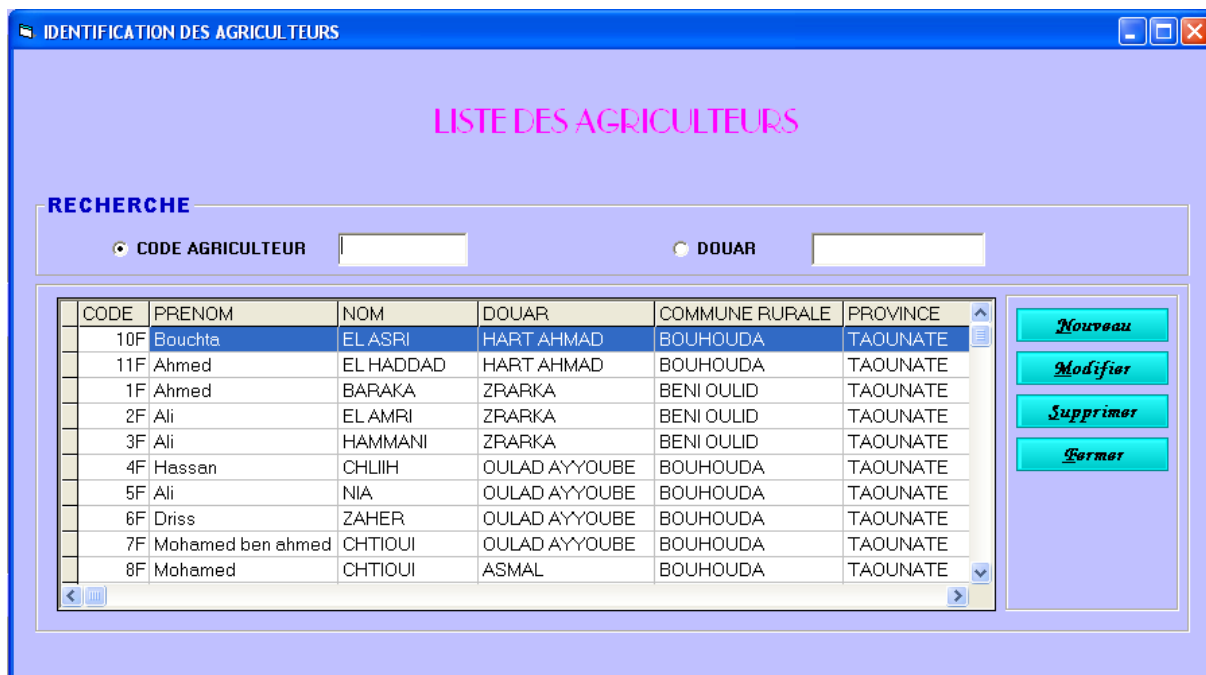 IDENTIFICATION DES AGRICULTEURS
LISTE DES AGRICULTEURS
RECHERCHE
CODE AGRICULTEUR DOUAR
CODE PRENOM NOM DOUAR COMMUNE RURALE PROVINCE
10F Bouchta EL ASRI HART AHMAD BOUHOUDA TAOUNATE
11F Ahmed EL HADDAD HART AHMAD BOUHOUDA TAOUNATE
1F Ahmed BARAKA ZRARKA BENI OULID TAOUNATE
2F Ali EL AMRI ZRARKA BENI OULID TAOUNATE
3F Ali HAMMANI ZRARKA BENI OULID TAOUNATE
4F Hassan CHLIIH OULAD AYYOUBE BOUHOUDA TAOUNATE
5F Ali NIA OULAD AYYOUBE BOUHOUDA TAOUNATE
6F Driss ZAHER OULAD AYYOUBE BOUHOUDA TAOUNATE
7F Mohamed ben ahmed CHTIOUI OULAD AYYOUBE BOUHOUDA TAOUNATE
8F Mohamed CHTIOUI ASMAL BOUHOUDA TAOUNATE
Nouveau
Modifier
Supprimer
Fermer